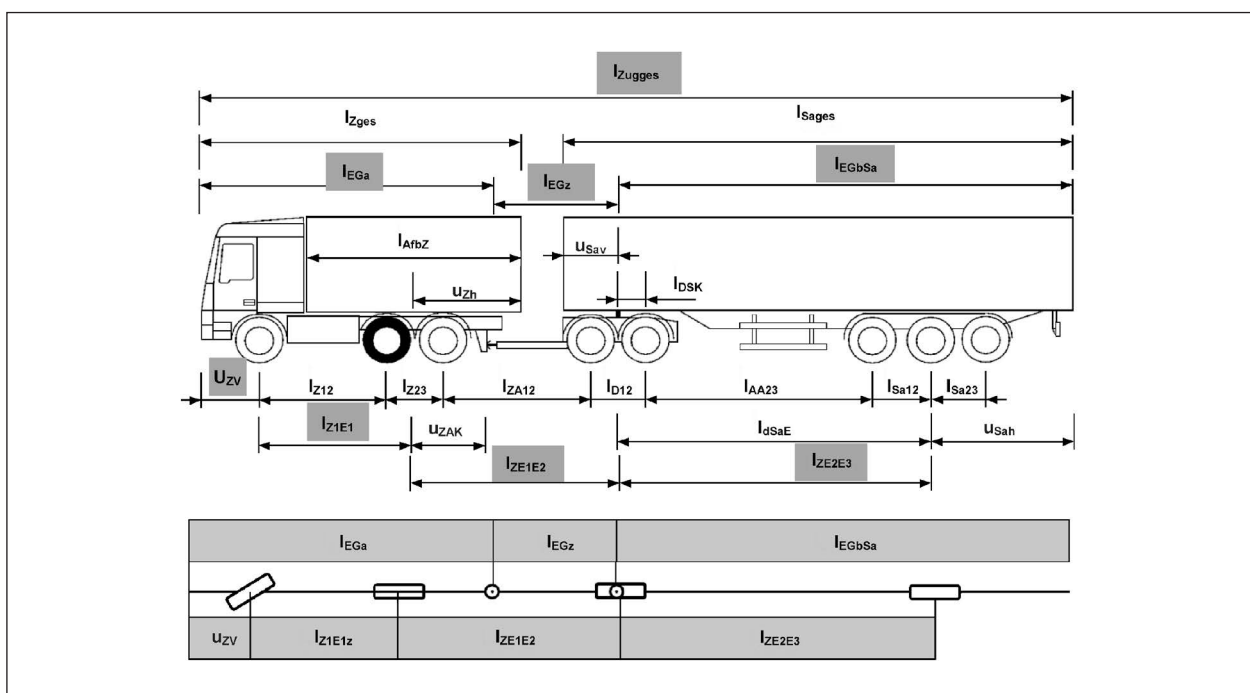 lZugges
lZges lSages
lEGa lEGz lEGbSa
lAfbZ uSav
uZh lDSK
UZV lZ12 lZ23 lZA12 lD12 lAA23 lSa12 lSa23
lZ1E1 uZAK ldSaE uSah
lZE1E2 lZE2E3
lEGa lEGz lEGbSa
uZV lZ1E1z lZE1E2 lZE2E3